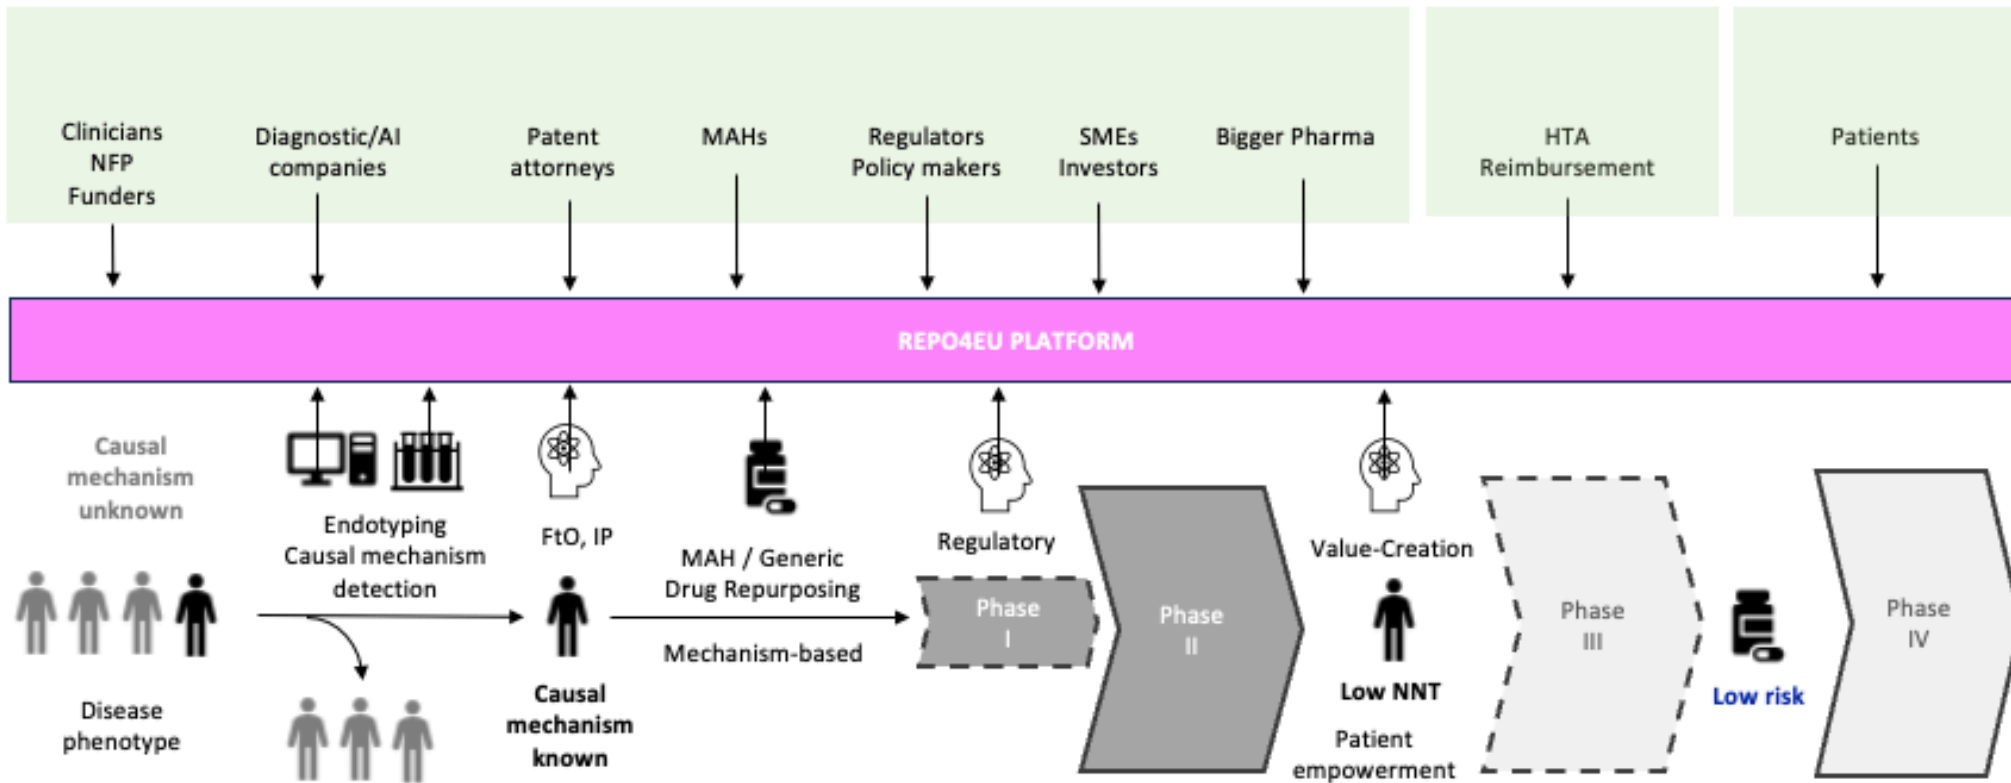 Clinicians
NFP
Funders
Diagnostic/AI
companies
Patent
attorneys
MAHs
Regulators
Policy makers
SMEs
Investors
Bigger Pharma
HTA
Reimbursement
Patients
REPO4EU PLATFORM
Causal
mechanism
unknown
Endotyping
Causal mechanism
detection
FtO, IP
MAH / Generic
Drug Repurposing
Mechanism-based
Regulatory
Phase
I
Phase
II
Value-Creation
Low NNT
Patient
empowerment
Phase
III
Low risk
Phase
IV
Disease
phenotype
Causal
mechanism
known